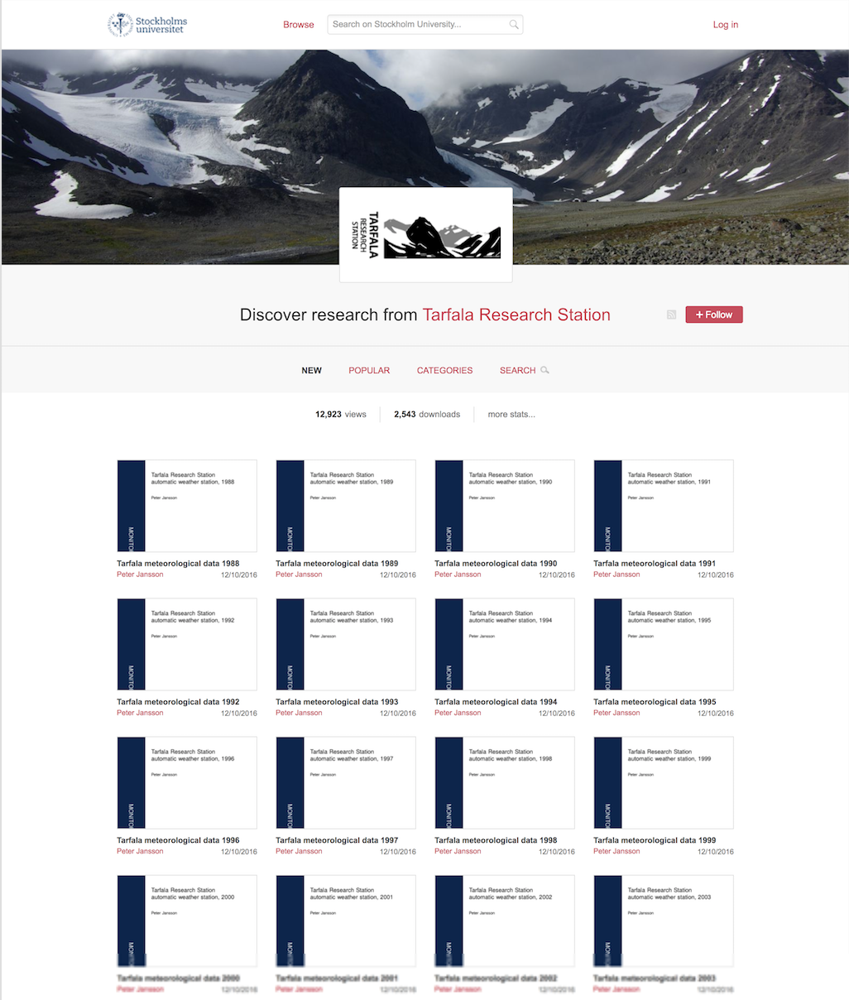 Stockholms
universitet
Browse
Search on Stockholm University...
Log in
TARFALA
RESEARCH
STATION
Discover research from Tarfala Research Station
+ Follow
NEW POPULAR CATEGORIES SEARCH
12,923 views 2,543 downloads more stats...
Tarfala Research Station
automatic weather station, 1988
Peter Jansson
MONITO
Tarfala meteorological data 1988
Peter Jansson 12/10/2016
Tarfala Research Station
automatic weather station, 1989
Peter Jansson
MONITO
Tarfala meteorological data 1989
Peter Jansson 12/10/2016
Tarfala Research Station
automatic weather station, 1990
Peter Jansson
MONITO
Tarfala meteorological data 1990
Peter Jansson 12/10/2016
Tarfala Research Station
automatic weather station, 1991
Peter Jansson
MONITO
Tarfala meteorological data 1991
Peter Jansson 12/10/2016
Tarfala Research Station
automatic weather station, 1992
Peter Jansson
MONITO
Tarfala meteorological data 1992
Peter Jansson 12/10/2016
Tarfala Research Station
automatic weather station, 1993
Peter Jansson
MONITO
Tarfala meteorological data 1993
Peter Jansson 12/10/2016
Tarfala Research Station
automatic weather station, 1994
Peter Jansson
MONITO
Tarfala meteorological data 1994
Peter Jansson 12/10/2016
Tarfala Research Station
automatic weather station, 1995
Peter Jansson
MONITO
Tarfala meteorological data 1995
Peter Jansson 12/10/2016
Tarfala Research Station
automatic weather station, 1996
Peter Jansson
MONITO
Tarfala meteorological data 1996
Peter Jansson 12/10/2016
Tarfala Research Station
automatic weather station, 1997
Peter Jansson
MONITO
Tarfala meteorological data 1997
Peter Jansson 12/10/2016
Tarfala Research Station
automatic weather station, 1998
Peter Jansson
MONITO
Tarfala meteorological data 1998
Peter Jansson 12/10/2016
Tarfala Research Station
automatic weather station, 1999
Peter Jansson
MONITO
Tarfala meteorological data 1999
Peter Jansson 12/10/2016
Tarfala Research Station
automatic weather station, 2000
Peter Jansson
MONITO
Tarfala meteorological data 2000
Peter Jansson 12/10/2016
Tarfala Research Station
automatic weather station, 2001
Peter Jansson
MONITO
Tarfala meteorological data 2001
Peter Jansson 12/10/2016
Tarfala Research Station
automatic weather station, 2002
Peter Jansson
MONITO
Tarfala meteorological data 2002
Peter Jansson 12/10/2016
Tarfala Research Station
automatic weather station, 2003
Peter Jansson
MONITO
Tarfala meteorological data 2003
Peter Jansson 12/10/2016